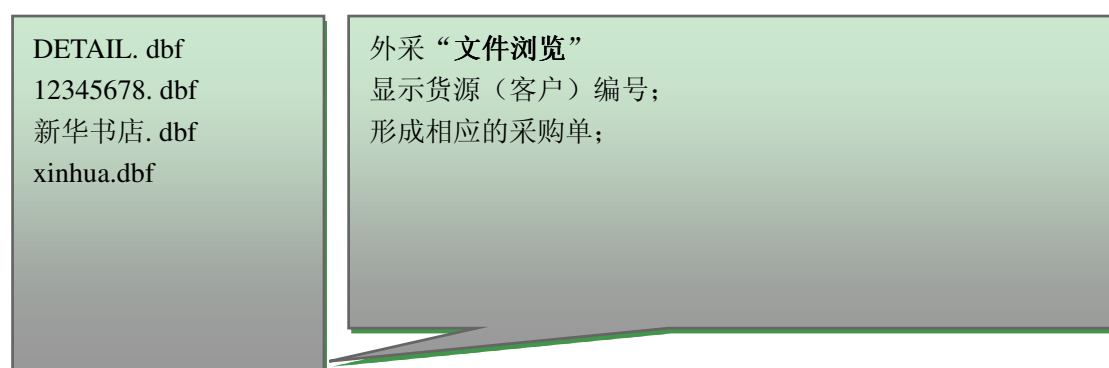 DETAIL. dbf
12345678. dbf
新华书店. dbf
xinhua.dbf
外采“文件浏览”
显示货源（客户）编号；
形成相应的采购单；